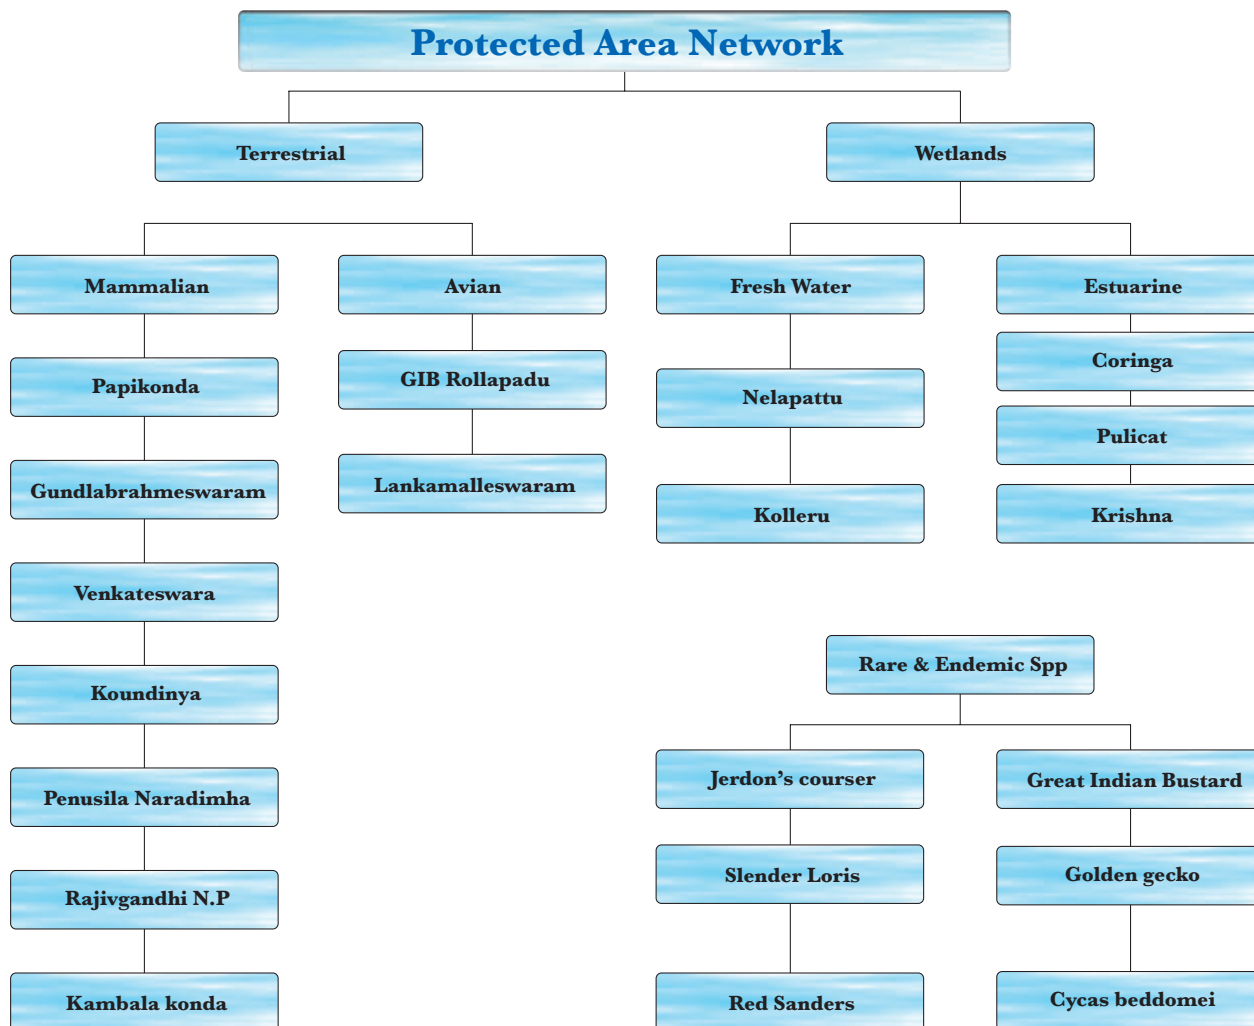 Protected Area Network
Terrestrial
Wetlands
Mammalian
Avian
Fresh Water
Estuarine
Papikonda
GIB Rollapadu
Nelapattu
Coringa
Gundlabrahmeswaram
Lankamalleswaram
Kolleru
Pulicat
Krishna
Venkateswara
Koundinya
Penusila Naradimha
Rajivgandhi N.P
Kambala konda
Rare & Endemic Spp
Jerdon’s courser
Great Indian Bustard
Slender Loris
Golden gecko
Red Sanders
Cycas beddomei